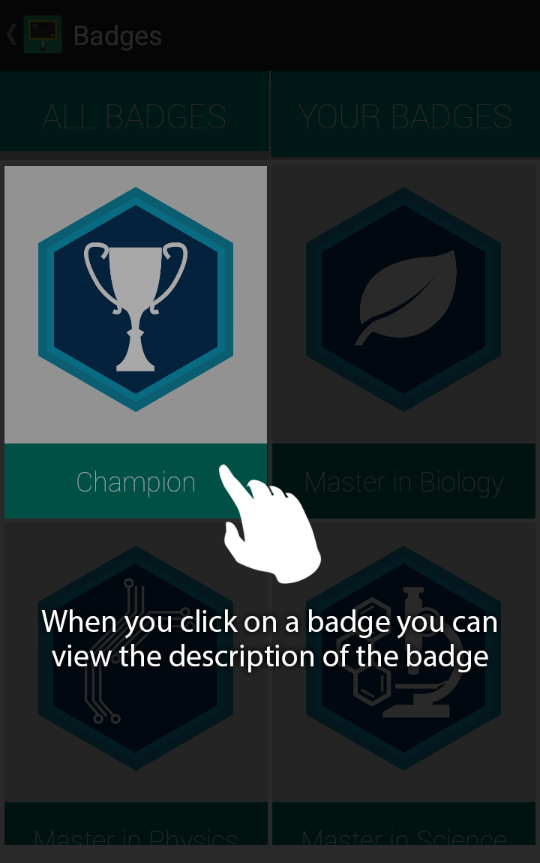 Badges
ALL BADGES
YOUR BADGES
Champion
Master in Biology
When you click on a badge you can
view the description of the badge
Master in Physics
Master in Science